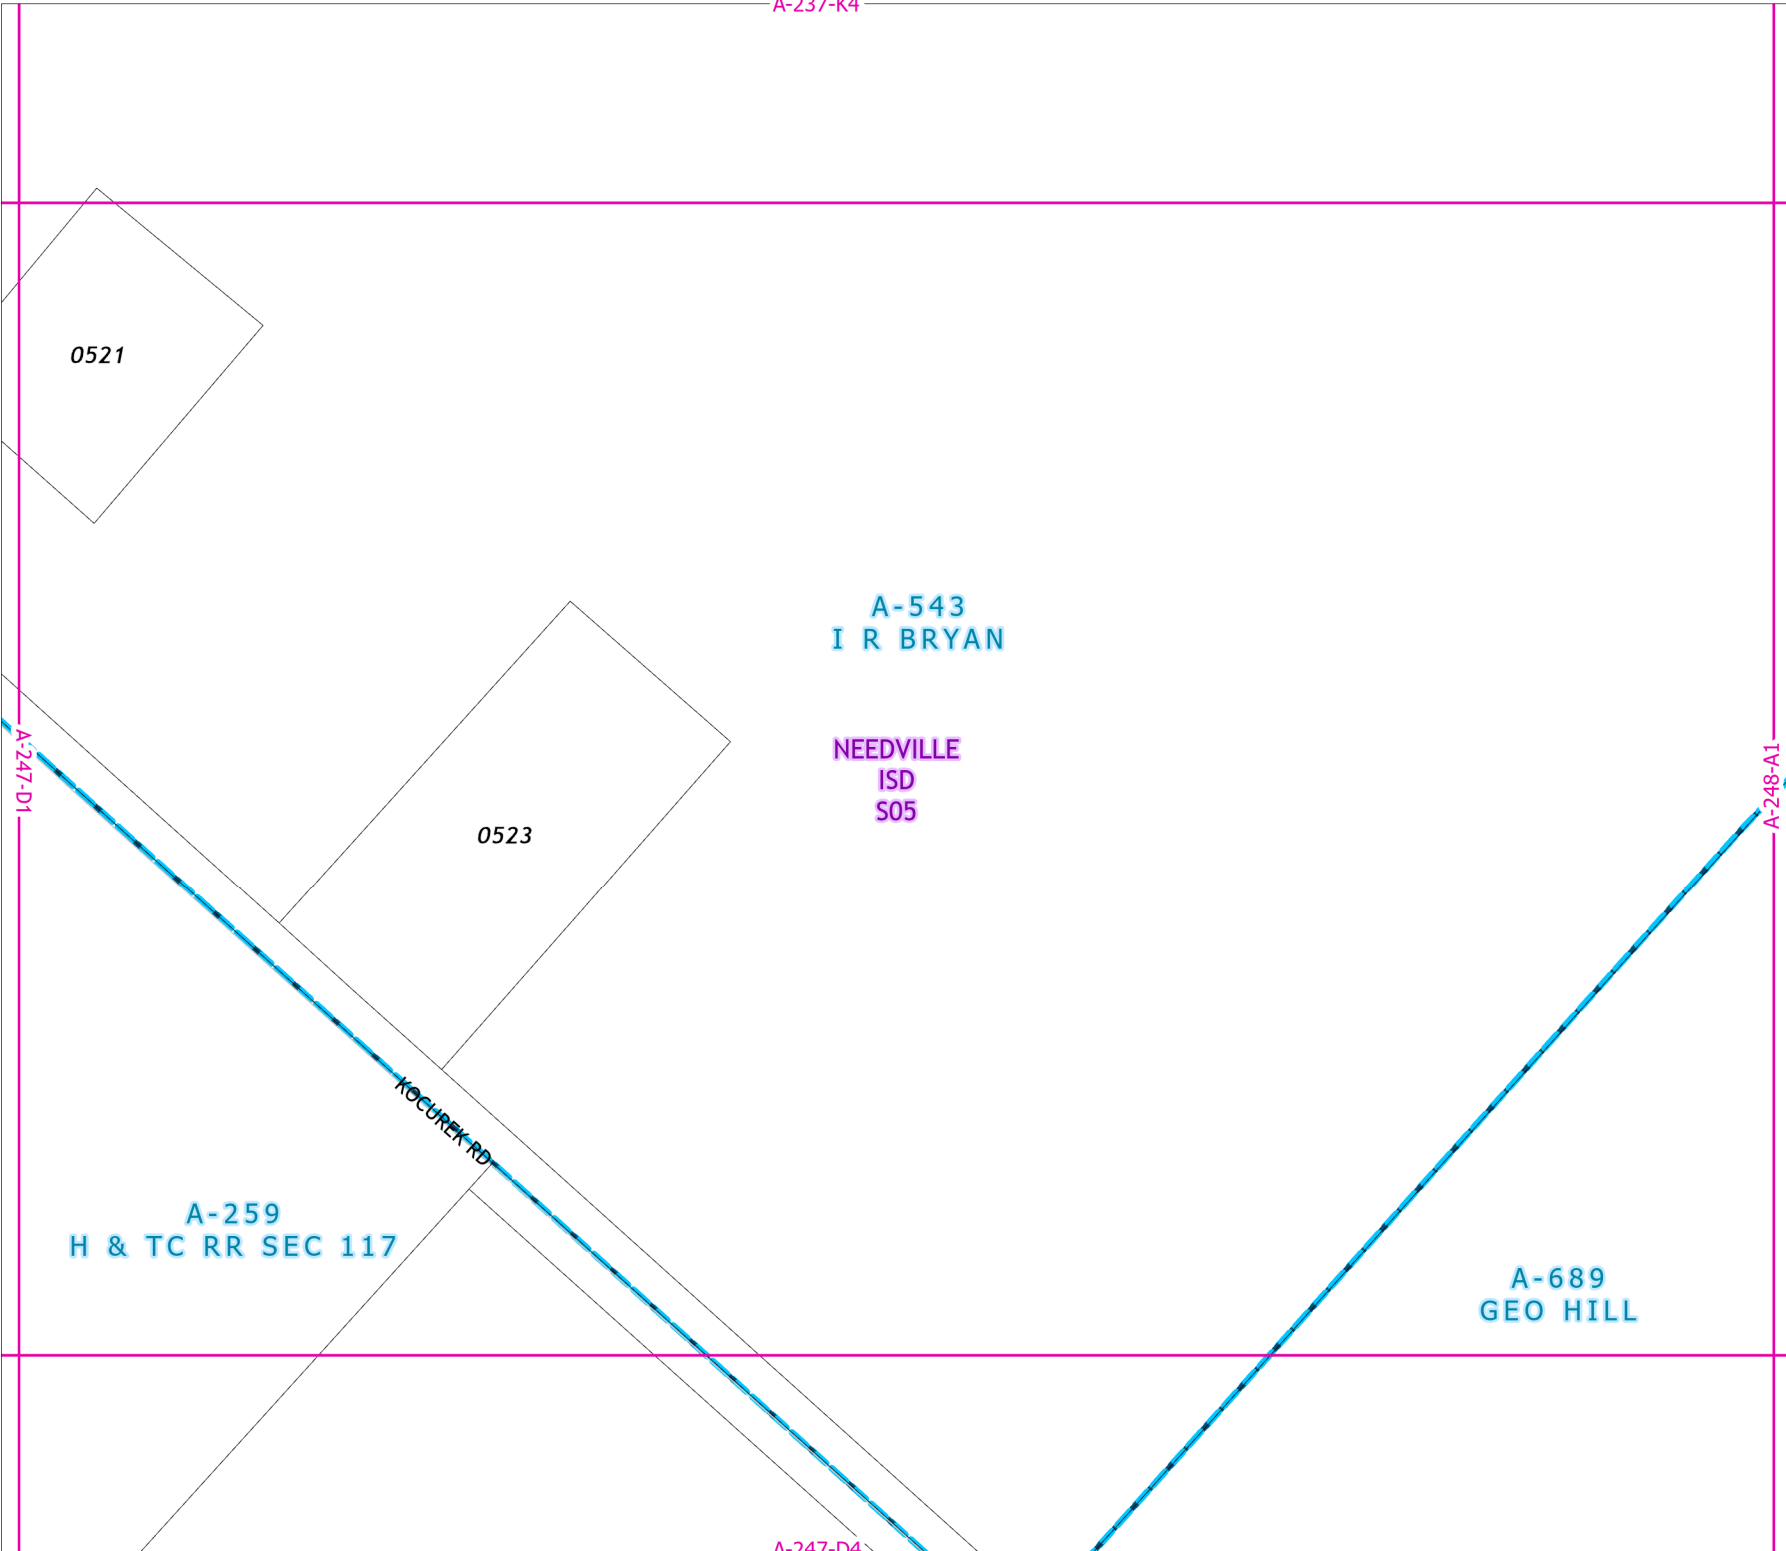 A-237-K4
0521
A-543
I R BRYAN
NEEDVILLE
ISD
S05
A-247-D1
A-248-A1
0523
KOCUREK RD
A-259
H & TC RR SEC 117
A-689
GEO HILL
A-247-D4